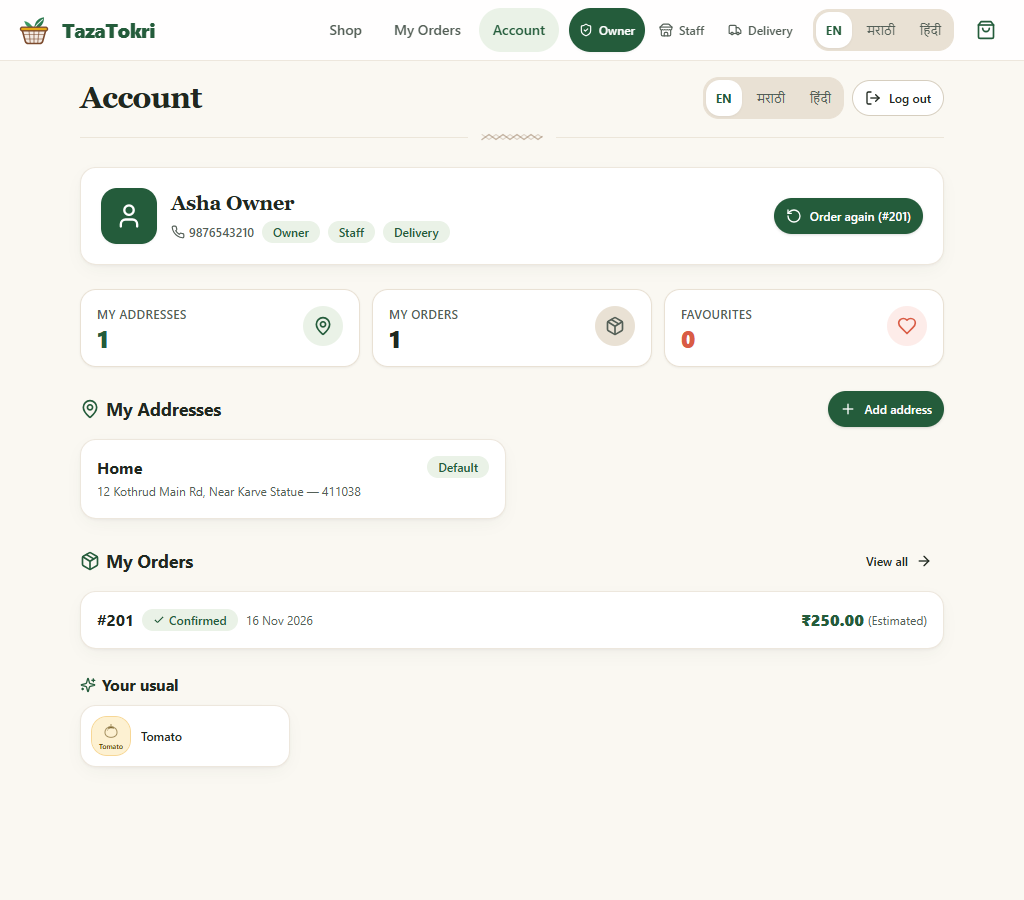 TazaTokri
Shop
My Orders
Account
Owner
Staff
Delivery
EN
मराठी
हिंदी
Account
EN
मराठी
हिंदी
Log out
Asha Owner
9876543210
Owner
Staff
Delivery
Order again (#201)
MY ADDRESSES
1
MY ORDERS
1
FAVOURITES
0
My Addresses
Add address
Home
Default
12 Kothrud Main Rd, Near Karve Statue — 411038
My Orders
View all
#201
Confirmed
16 Nov 2026
₹250.00 (Estimated)
Your usual
Tomato
Tomato